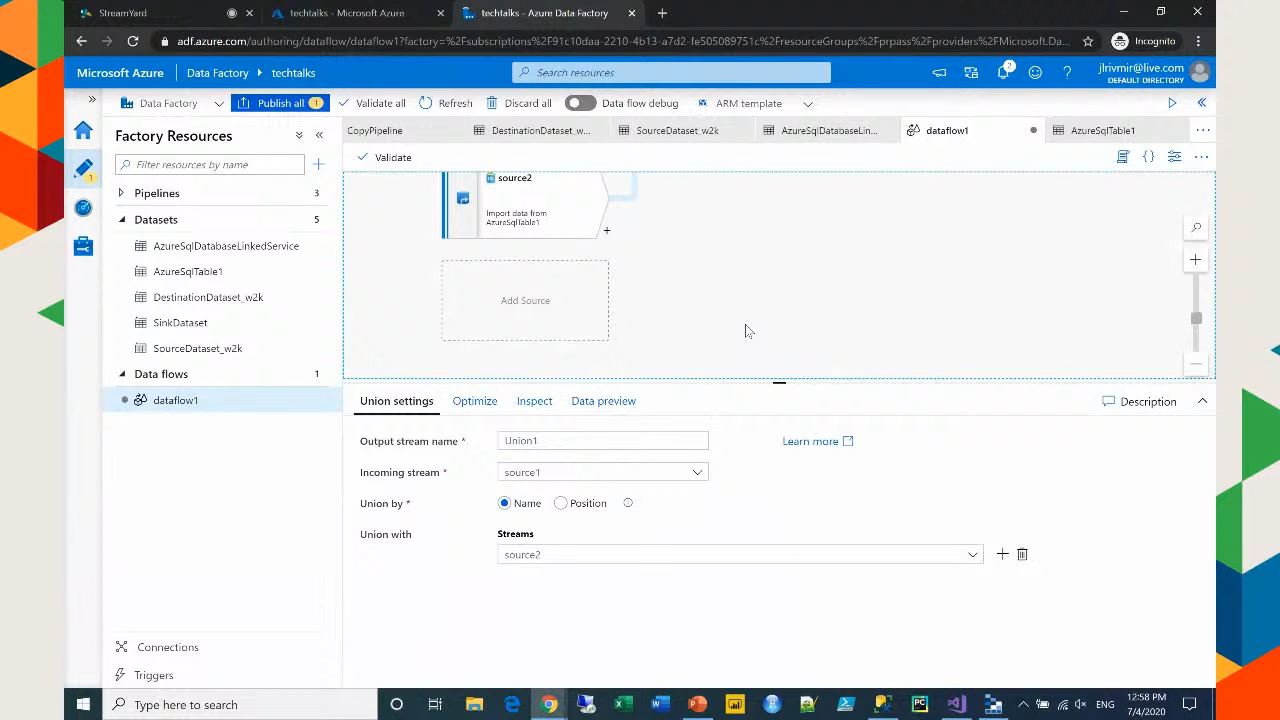 StreamYard
techtalks - Microsoft Azure
techtalks - Azure Data Factory
adf.azure.com/authoring/dataflow/dataflow1?factory=%2Fsubscriptions%2F91c10daa-2210-4b13-a7d2-fe505089751c%2FresourceGroups%2Fprpass%2Fproviders%2FMicrosoft.Da...
Incognito
Microsoft Azure
Data Factory
techtalks
Search resources
2
jlrivmir@live.com
DEFAULT DIRECTORY
Data Factory
Publish all 1
Validate all
Refresh
Discard all
Data flow debug
ARM template
Factory Resources
CopyPipeline
DestinationDataset_w...
SourceDataset_w2k
AzureSqlDatabaseLin...
dataflow1
AzureSqlTable1
Filter resources by name
Validate
1
Pipelines 3
Datasets 5
AzureSqlDatabaseLinkedService
AzureSqlTable1
DestinationDataset_w2k
SinkDataset
SourceDataset_w2k
Data flows 1
dataflow1
source2
Import data from
AzureSqlTable1
Add Source
Union settings
Optimize
Inspect
Data preview
Description
Output stream name *
Union1
Learn more
Incoming stream *
source1
Union by *
Name
Position
Union with
Streams
source2
Connections
Triggers
Type here to search
ENG
12:58 PM
7/4/2020